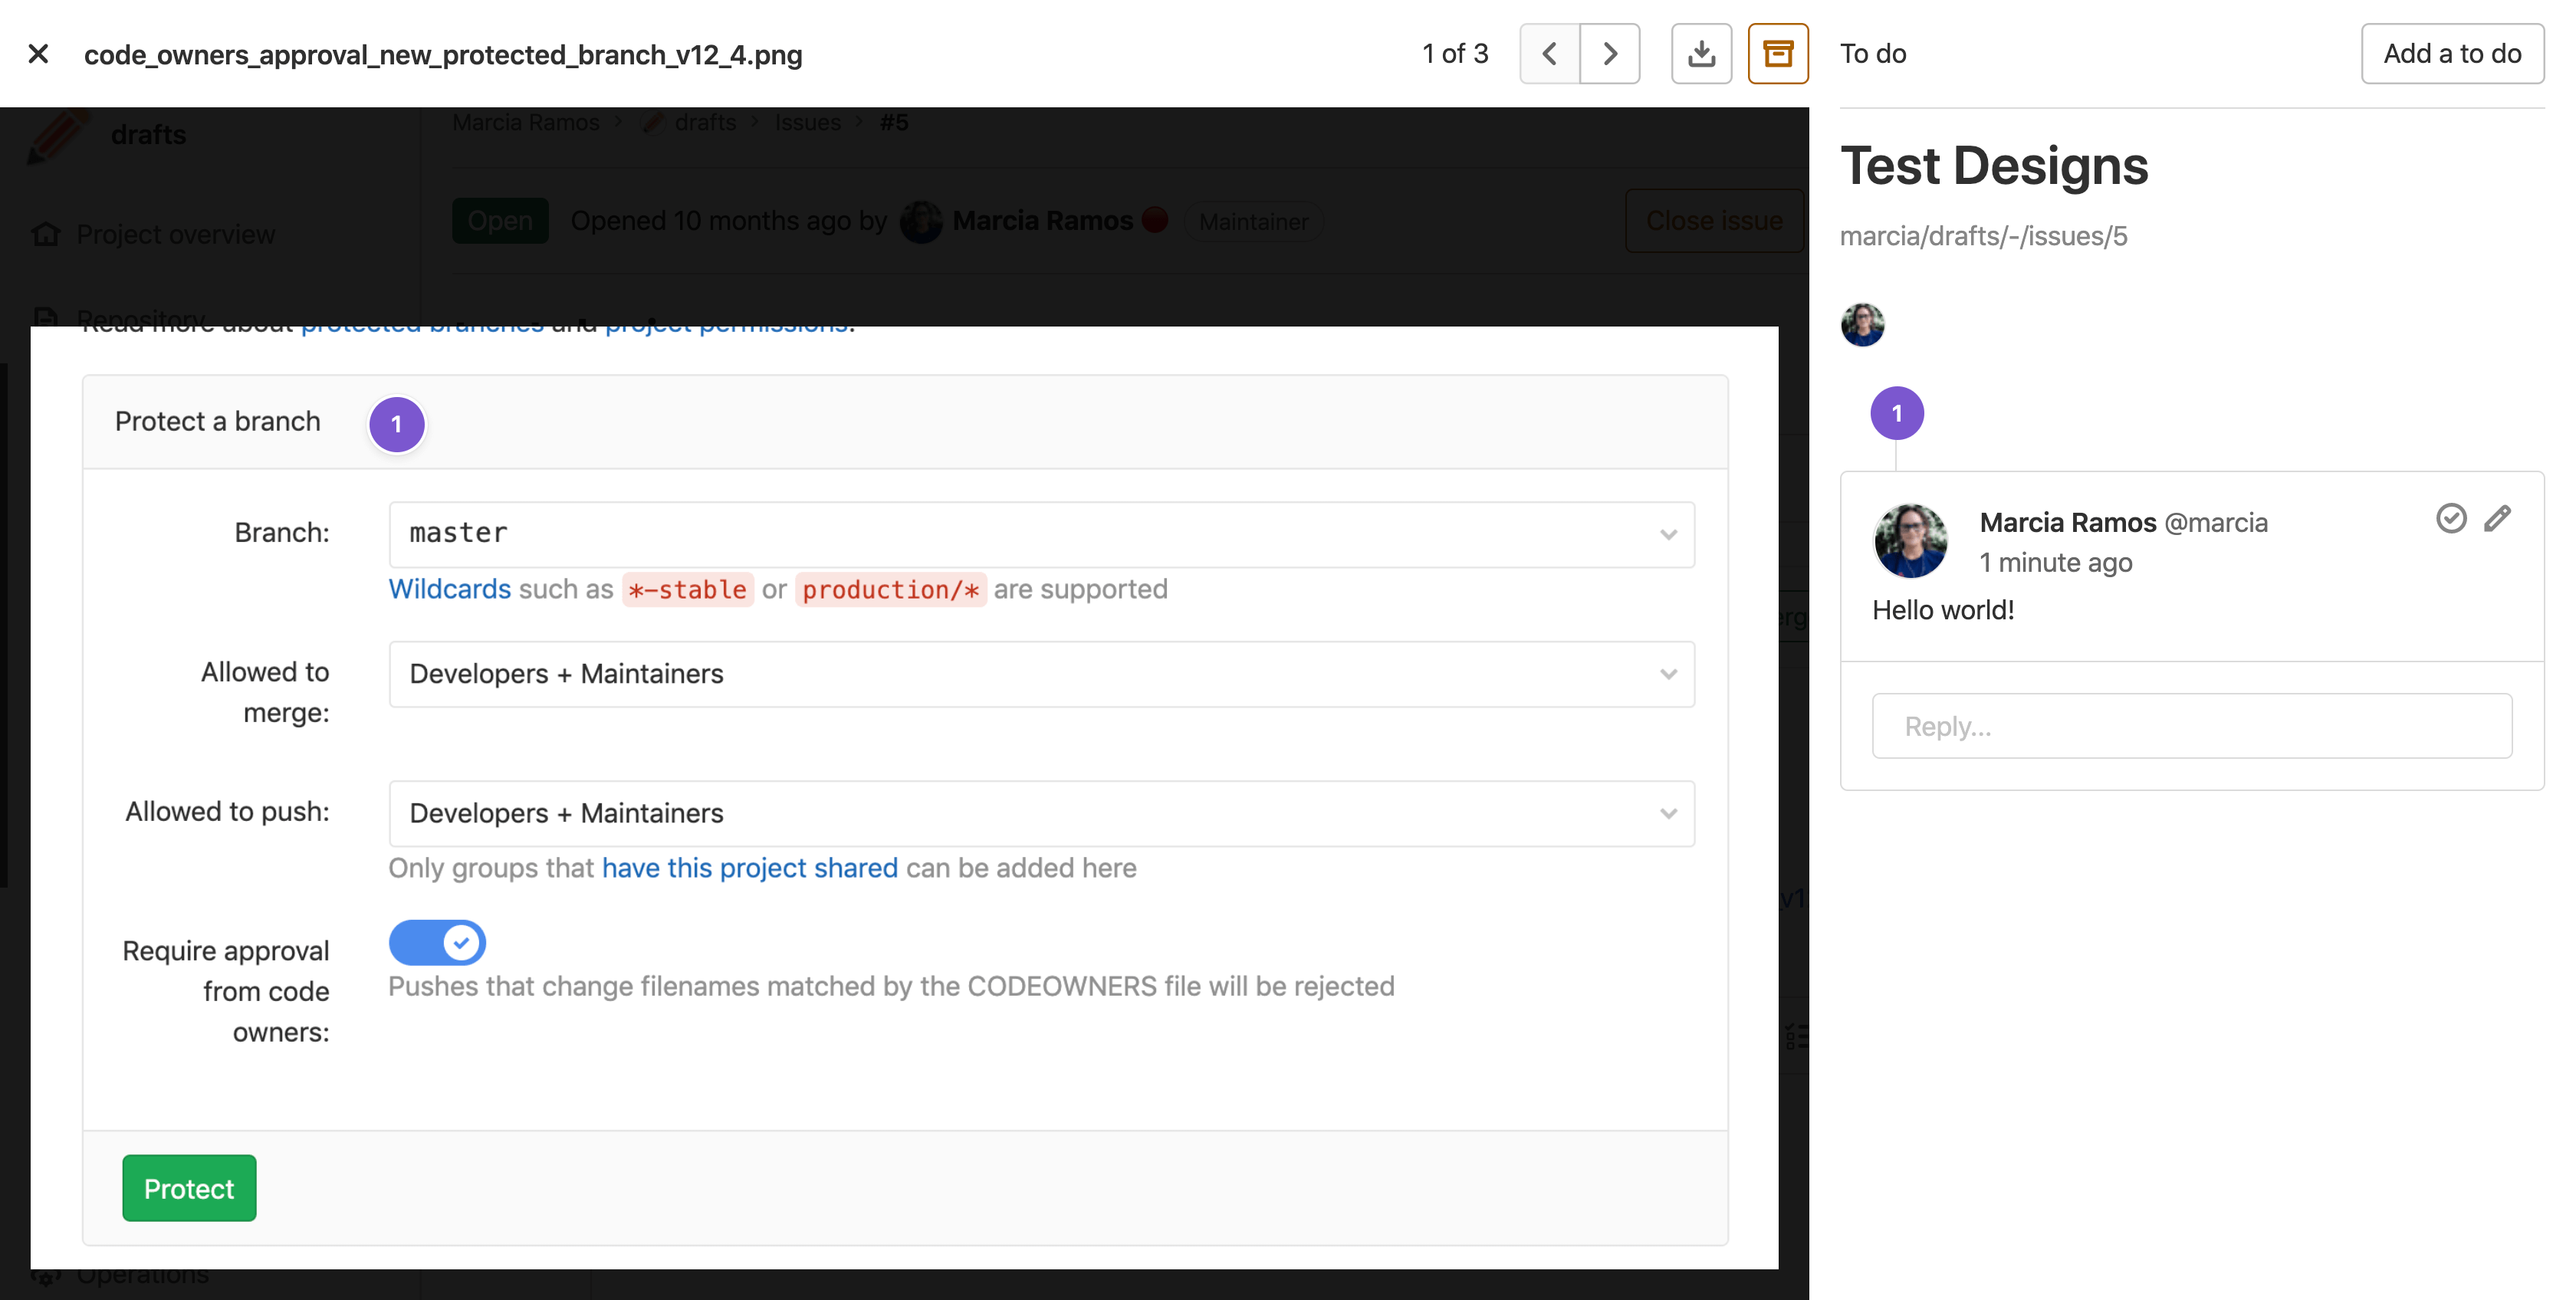 code_owners_approval_new_protected_branch_v12_4.png
1 of 3
To do
Add a to do
drafts
Marcia Ramos > drafts > Issues > #5
Project overview
Open Opened 10 months ago by Marcia Ramos Maintainer
Close issue
Repository
Read more about protected branches and project permissions.
Protect a branch 1
Branch: master
Wildcards such as *-stable or production/* are supported
Allowed to
merge:
Developers + Maintainers
Allowed to push: Developers + Maintainers
Only groups that have this project shared can be added here
Require approval
from code
owners:
Pushes that change filenames matched by the CODEOWNERS file will be rejected
Protect
Operations
Test Designs
marcia/drafts/-/issues/5
1
Marcia Ramos @marcia
1 minute ago
Hello world!
Reply...